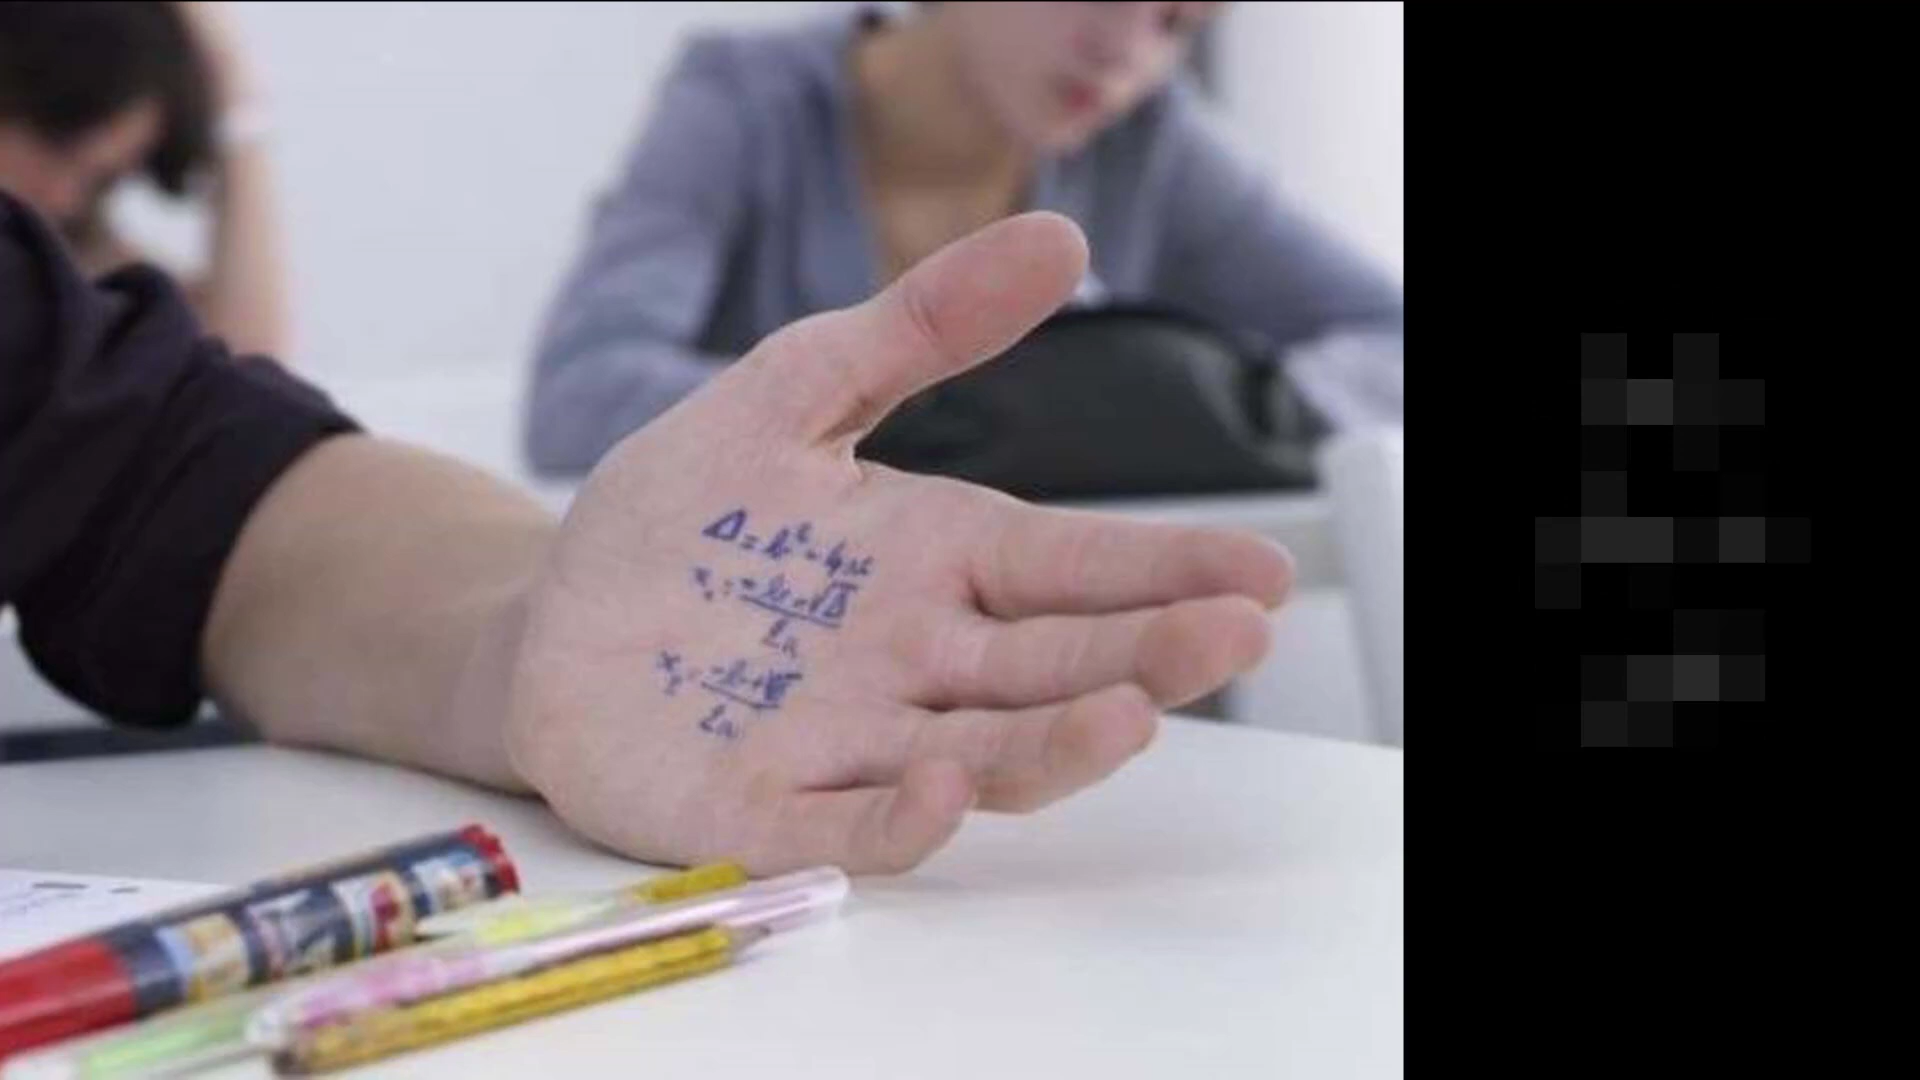 Δ = b² - 4ac
x₁ = -b - √Δ / 2a
x₂ = -b + √Δ / 2a